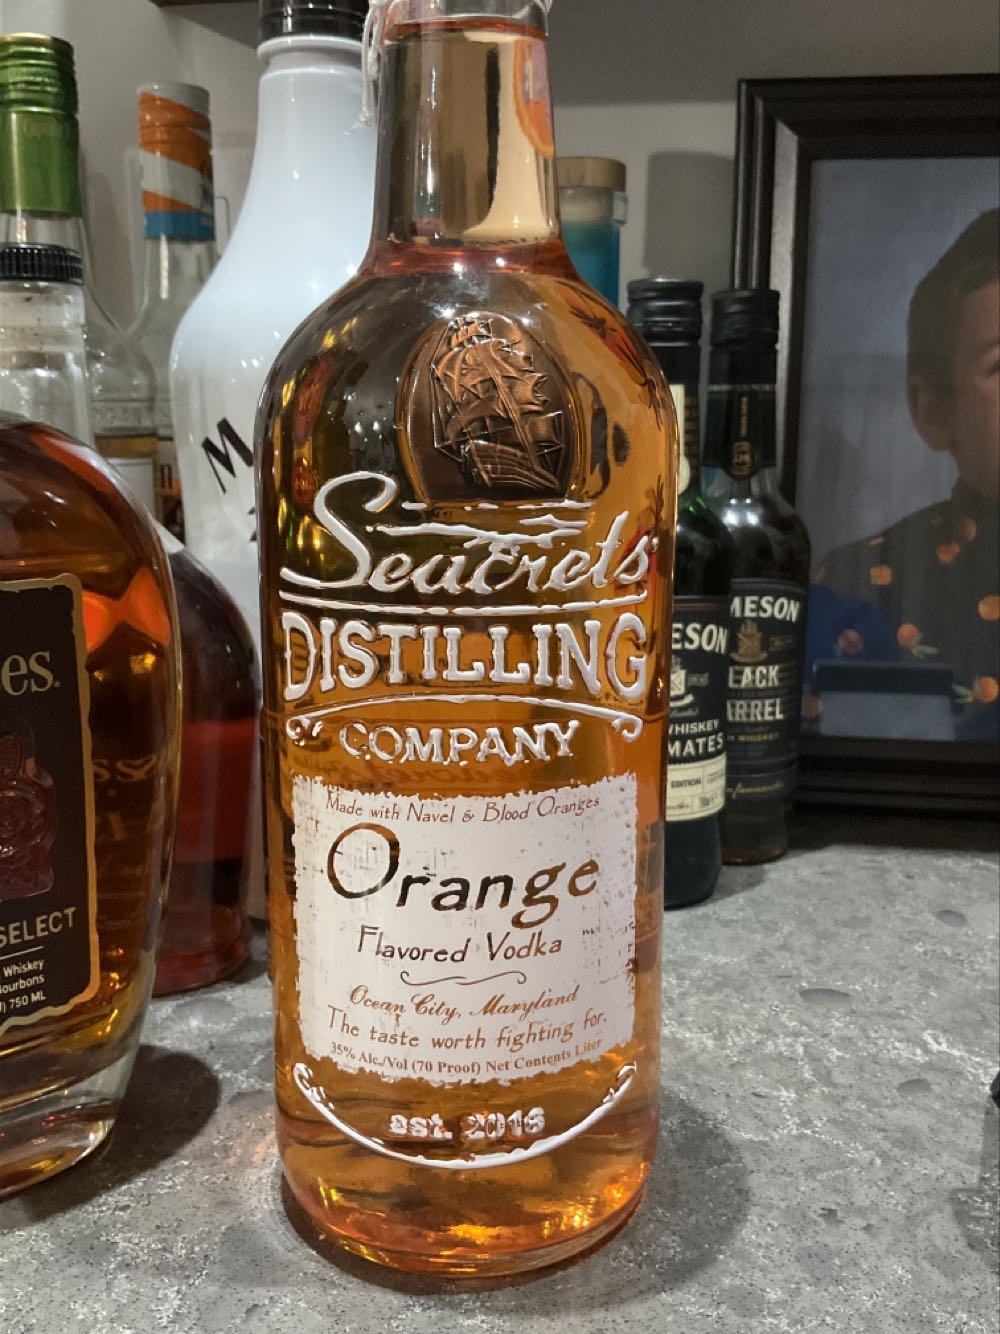 Seacrets
DISTILLING
COMPANY
Made with Navel & Blood Oranges
Orange
Flavored Vodka
Ocean City, Maryland
The taste worth fighting for.
35% Alc./Vol (70 Proof) Net Contents Liter
est. 2016
M
es.
SELECT
Whiskey
Bourbons
750 ML
ESON
WHISKEY
MATES
EDITION
MESON
LACK
ARREL
WHISKEY